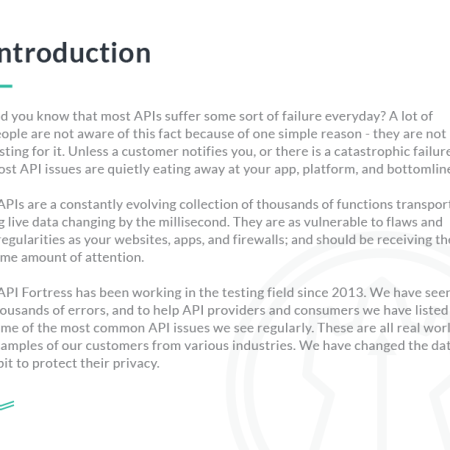 ntroduction
d you know that most APIs suffer some sort of failure everyday? A lot of
eople are not aware of this fact because of one simple reason - they are not
sting for it. Unless a customer notifies you, or there is a catastrophic failure
ost API issues are quietly eating away at your app, platform, and bottomline
APIs are a constantly evolving collection of thousands of functions transport
g live data changing by the millisecond. They are as vulnerable to flaws and
regularities as your websites, apps, and firewalls; and should be receiving the
me amount of attention.
API Fortress has been working in the testing field since 2013. We have seen
ousands of errors, and to help API providers and consumers we have listed
me of the most common API issues we see regularly. These are all real worl
amples of our customers from various industries. We have changed the dat
bit to protect their privacy.